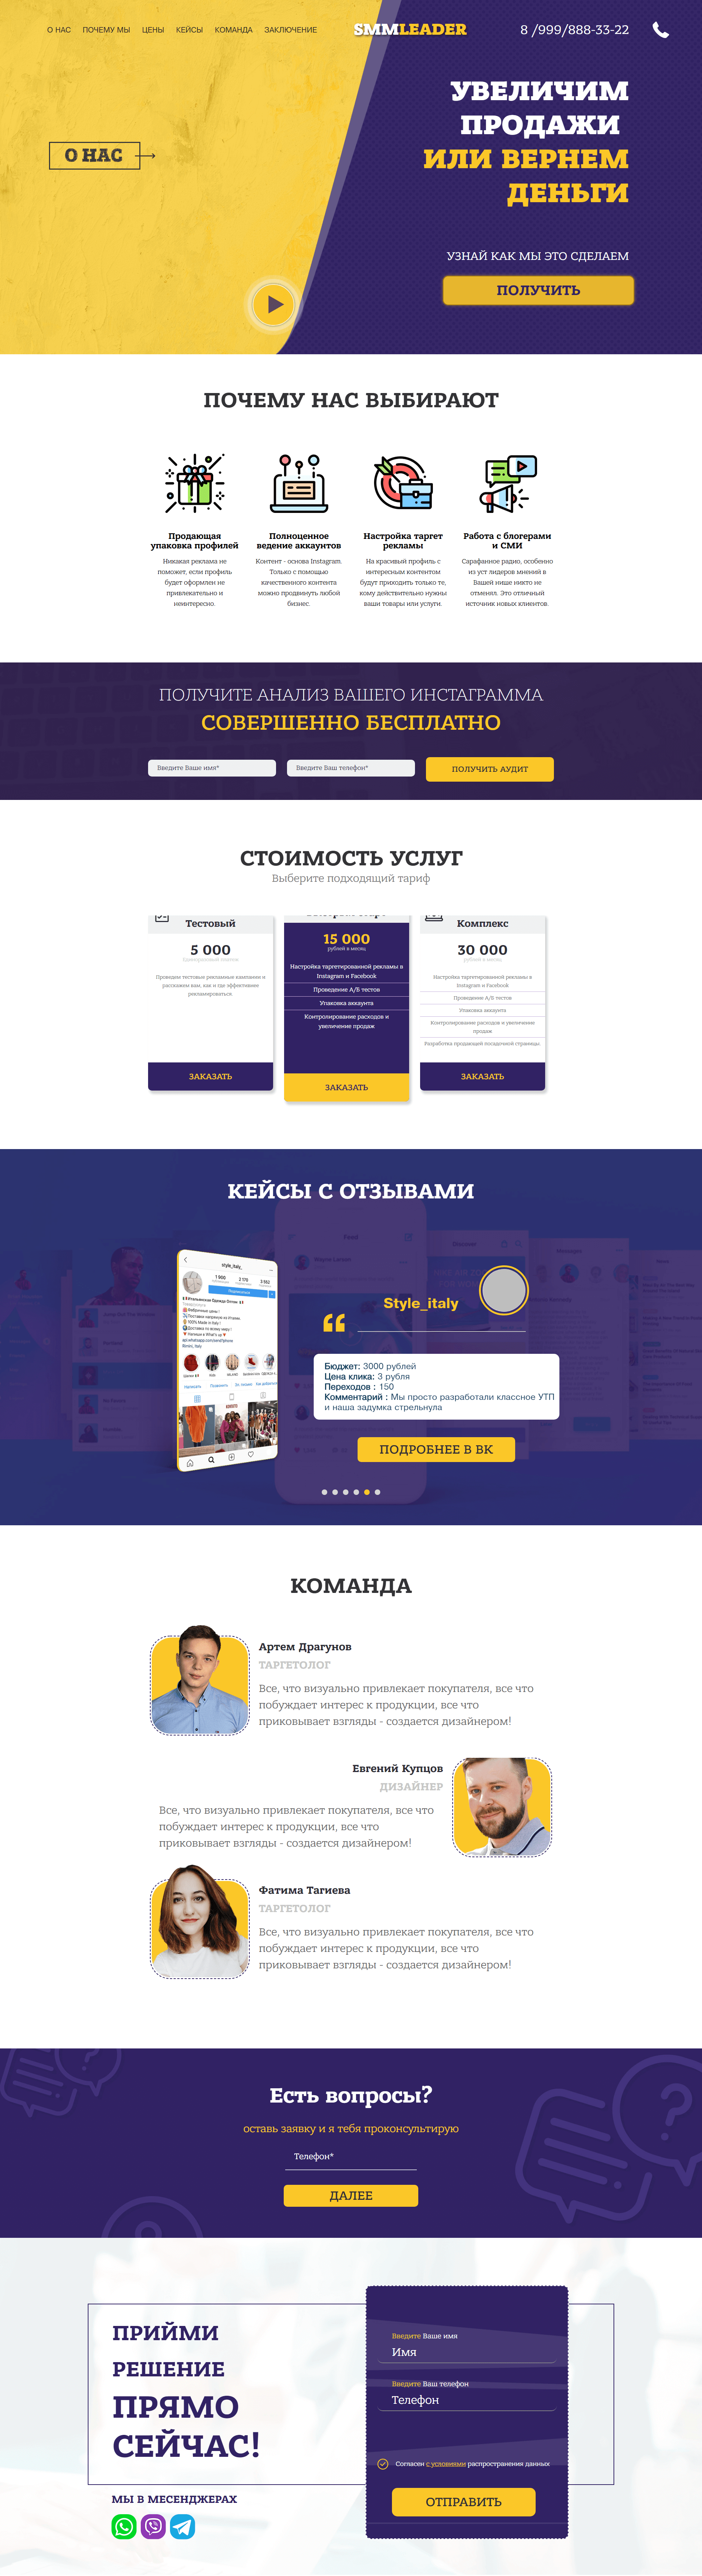 О НАС ПОЧЕМУ МЫ ЦЕНЫ КЕЙСЫ КОМАНДА ЗАКЛЮЧЕНИЕ
SMMLEADER
8 /999/888-33-22
УВЕЛИЧИМ
ПРОДАЖИ
ИЛИ ВЕРНЕМ
ДЕНЬГИ
О НАС
УЗНАЙ КАК МЫ ЭТО СДЕЛАЕМ
ПОЛУЧИТЬ
ПОЧЕМУ НАС ВЫБИРАЮТ
Продающая
упаковка профилей
Никакая реклама не
поможет, если профиль
будет оформлен не
привлекательно и
неинтересно.
Полноценное
ведение аккаунтов
Контент - основа Instagram.
Только с помощью
качественного контента
можно продвинуть любой
бизнес.
Настройка таргет
рекламы
На красивый профиль с
интересным контентом
будут приходить только те,
кому действительно нужны
ваши товары или услуги.
Работа с блогерами
и СМИ
Сарафанное радио, особенно
из уст лидеров мнений в
Вашей нише никто не
отменял. Это отличный
источник новых клиентов.
ПОЛУЧИТЕ АНАЛИЗ ВАШЕГО ИНСТАГРАММА
СОВЕРШЕННО БЕСПЛАТНО
Введите Ваше имя*
Введите Ваш телефон*
ПОЛУЧИТЬ АУДИТ
СТОИМОСТЬ УСЛУГ
Выберите подходящий тариф
Тестовый
5 000
Проведем тестовые рекламные кампании и
расскажем вам, как и где эффективнее
рекламироваться
ЗАКАЗАТЬ
15 000
рублей в месяц
Настройка таргетированной рекламы в
Instagram и Facebook
Проведение А/Б тестов
Упаковка аккаунта
Контролирование расходов и
увеличение продаж
ЗАКАЗАТЬ
Комплекс
30 000
рублей в месяц
Настройка таргетированной рекламы в
Instagram и Facebook
Проведение А/Б тестов
Упаковка аккаунта
Контролирование расходов и увеличение
продаж
Разработка продающей посадочной страницы.
ЗАКАЗАТЬ
КЕЙСЫ С ОТЗЫВАМИ
Feed
style_italy_
Style_italy
Бюджет: 3000 рублей
Цена клика: 3 рубля
Переходов : 150
Комментарий : Мы просто разработали классное УТП
и наша задумка стрельнула
ПОДРОБНЕЕ В ВК
КОМАНДА
Артем Драгунов
ТАРГЕТОЛОГ
Все, что визуально привлекает покупателя, все что
побуждает интерес к продукции, все что
приковывает взгляды - создается дизайнером!
Евгений Купцов
ДИЗАЙНЕР
Все, что визуально привлекает покупателя, все что
побуждает интерес к продукции, все что
приковывает взгляды - создается дизайнером!
Фатима Тагиева
ТАРГЕТОЛОГ
Все, что визуально привлекает покупателя, все что
побуждает интерес к продукции, все что
приковывает взгляды - создается дизайнером!
Есть вопросы?
оставь заявку и я тебя проконсультирую
Телефон*
ДАЛЕЕ
ПРИЙМИ
РЕШЕНИЕ
ПРЯМО
СЕЙЧАС!
МЫ В МЕСЕНДЖЕРАХ
Введите Ваше имя
Имя
Введите Ваш телефон
Телефон
Согласен с условиями распространения данных
ОТПРАВИТЬ